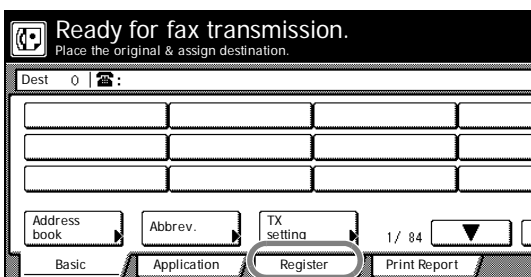 Ready for fax transmission.
Place the original & assign destination.
Dest 0 ☎:
Address book
Abbrev.
TX setting
1/ 84
Basic
Application
Register
Print Report